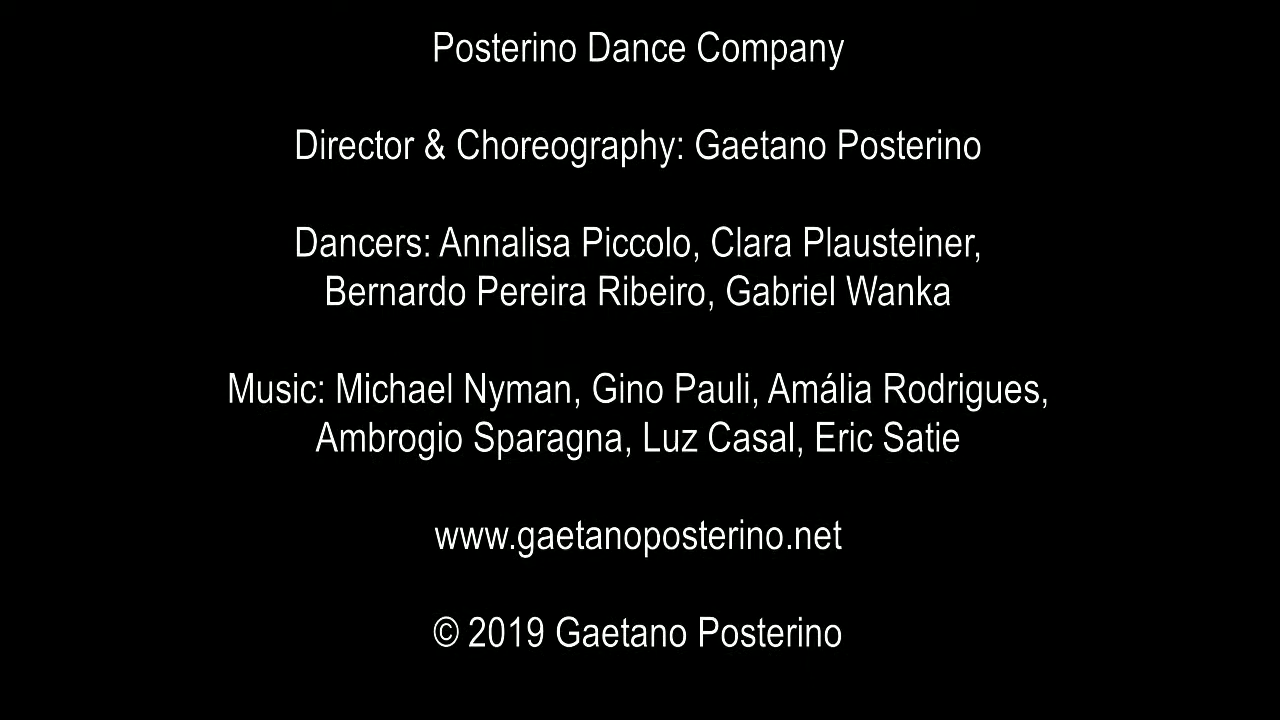 Posterino Dance Company
Director & Choreography: Gaetano Posterino
Dancers: Annalisa Piccolo, Clara Plausteiner,
Bernardo Pereira Ribeiro, Gabriel Wanka
Music: Michael Nyman, Gino Pauli, Amália Rodrigues,
Ambrogio Sparagna, Luz Casal, Eric Satie
www.gaetanoposterino.net
© 2019 Gaetano Posterino